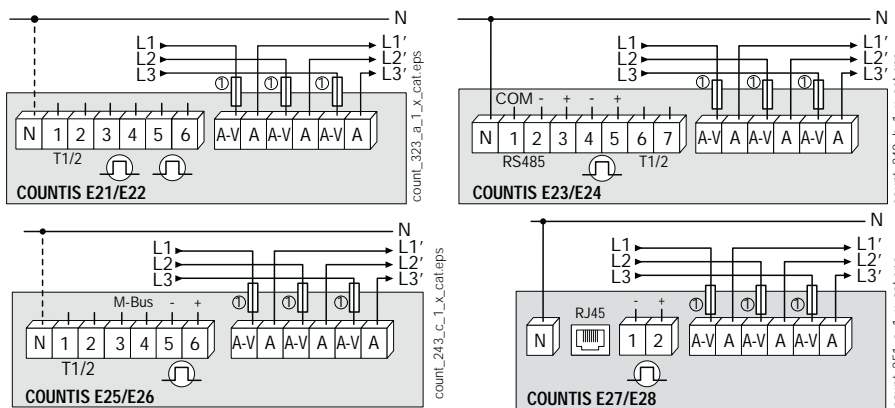 N
L1 L1'
L2 L2'
L3 L3'
① ① ①
N 1 2 3 4 5 6 A-V A A-V A A-V A
T1/2
COUNTIS E21/E22
count_323_a_1_x_cat.eps
N
L1 L1'
L2 L2'
L3 L3'
① ① ①
COM - + - +
N 1 2 3 4 5 6 7 A-V A A-V A A-V A
RS485 T1/2
COUNTIS E23/E24
N
L1 L1'
L2 L2'
L3 L3'
① ① ①
M-Bus - +
N 1 2 3 4 5 6 A-V A A-V A A-V A
T1/2
COUNTIS E25/E26
count_243_c_1_x_cat.eps
N
L1 L1'
L2 L2'
L3 L3'
① ① ①
RJ45 - +
N 1 2 A-V A A-V A A-V A
COUNTIS E27/E28